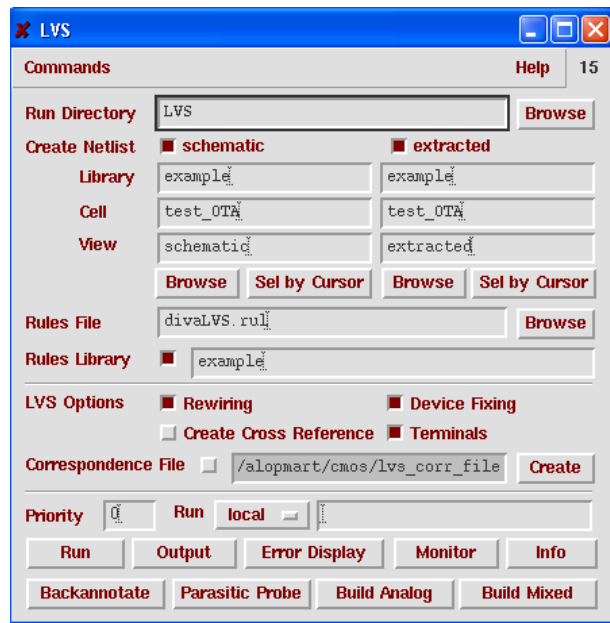 LVS
Commands Help 15
Run Directory LVS Browse
Create Netlist schematic extracted
Library example example
Cell test_OTA test_OTA
View schematic extracted
Browse Sel by Cursor Browse Sel by Cursor
Rules File divaLVS.rul Browse
Rules Library example
LVS Options Rewiring Device Fixing
Create Cross Reference Terminals
Correspondence File /alopmart/cmos/lvs_corr_file Create
Priority 0 Run local
Run Output Error Display Monitor Info
Backannotate Parasitic Probe Build Analog Build Mixed